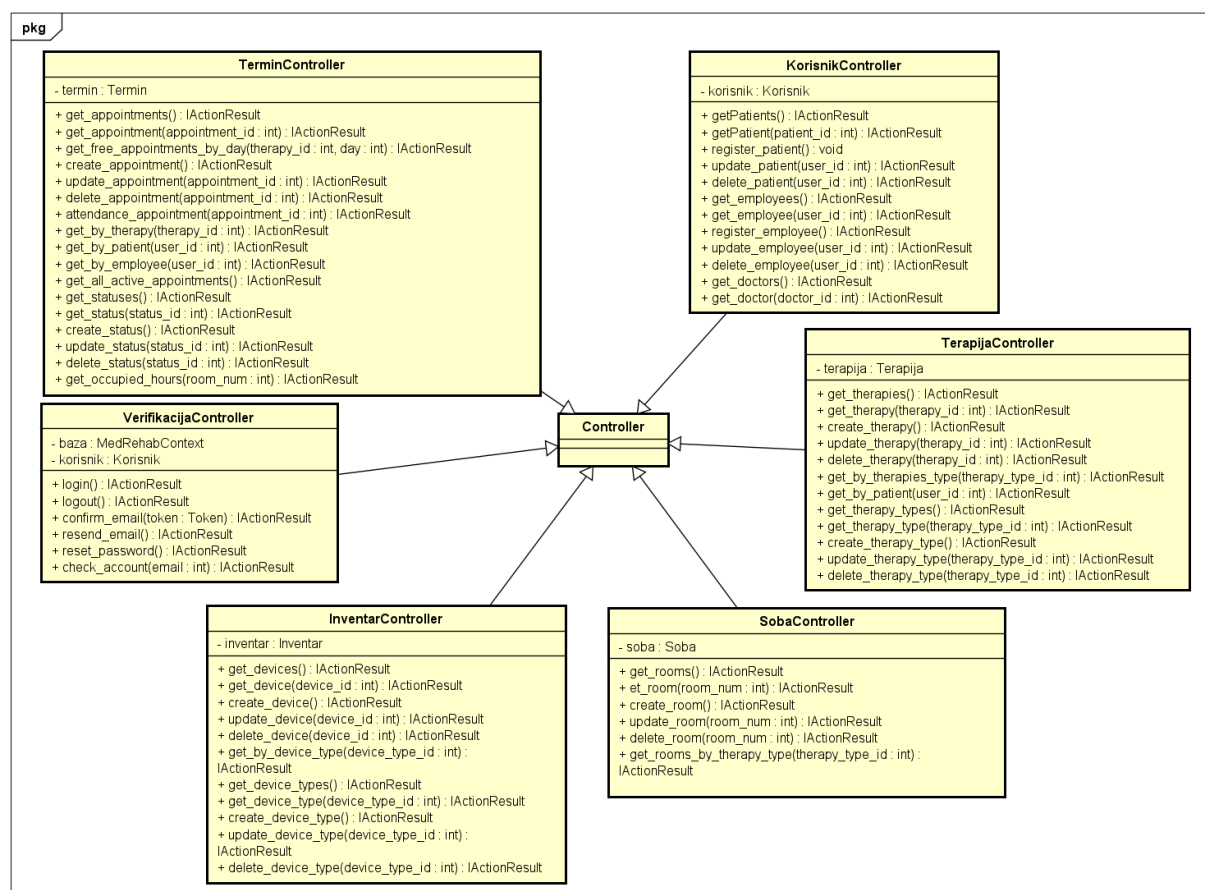 pkg
TerminController
- termin : Termin
+ get_appointments() : IActionResult
+ get_appointment(appointment_id : int) : IActionResult
+ get_free_appointments_by_day(therapy_id : int, day : int) : IActionResult
+ create_appointment() : IActionResult
+ update_appointment(appointment_id : int) : IActionResult
+ delete_appointment(appointment_id : int) : IActionResult
+ attendance_appointment(appointment_id : int) : IActionResult
+ get_by_therapy(therapy_id : int) : IActionResult
+ get_by_patient(user_id : int) : IActionResult
+ get_by_employee(user_id : int) : IActionResult
+ get_all_active_appointments() : IActionResult
+ get_statuses() : IActionResult
+ get_status(status_id : int) : IActionResult
+ create_status() : IActionResult
+ update_status(status_id : int) : IActionResult
+ delete_status(status_id : int) : IActionResult
+ get_occupied_hours(room_num : int) : IActionResult
KorisnikController
- korisnik : Korisnik
+ getPatients() : IActionResult
+ getPatient(patient_id : int) : IActionResult
+ register_patient() : void
+ update_patient(user_id : int) : IActionResult
+ delete_patient(user_id : int) : IActionResult
+ get_employees() : IActionResult
+ get_employee(user_id : int) : IActionResult
+ register_employee() : IActionResult
+ update_employee(user_id : int) : IActionResult
+ delete_employee(user_id : int) : IActionResult
+ get_doctors() : IActionResult
+ get_doctor(doctor_id : int) : IActionResult
TerapijaController
- terapija : Terapija
+ get_therapies() : IActionResult
+ get_therapy(therapy_id : int) : IActionResult
+ create_therapy() : IActionResult
+ update_therapy(therapy_id : int) : IActionResult
+ delete_therapy(therapy_id : int) : IActionResult
+ get_by_therapies_type(therapy_type_id : int) : IActionResult
+ get_by_patient(user_id : int) : IActionResult
+ get_therapy_types() : IActionResult
+ get_therapy_type(therapy_type_id : int) : IActionResult
+ create_therapy_type() : IActionResult
+ update_therapy_type(therapy_type_id : int) : IActionResult
+ delete_therapy_type(therapy_type_id : int) : IActionResult
VerifikacijaController
- baza : MedRehabContext
- korisnik : Korisnik
+ login() : IActionResult
+ logout() : IActionResult
+ confirm_email(token : Token) : IActionResult
+ resend_email() : IActionResult
+ reset_password() : IActionResult
+ check_account(email : int) : IActionResult
Controller
InventarController
- inventar : Inventar
+ get_devices() : IActionResult
+ get_device(device_id : int) : IActionResult
+ create_device() : IActionResult
+ update_device(device_id : int) : IActionResult
+ delete_device(device_id : int) : IActionResult
+ get_by_device_type(device_type_id : int) :
IActionResult
+ get_device_types() : IActionResult
+ get_device_type(device_type_id : int) : IActionResult
+ create_device_type() : IActionResult
+ update_device_type(device_type_id : int) :
IActionResult
+ delete_device_type(device_type_id : int) : IActionResult
SobaController
- soba : Soba
+ get_rooms() : IActionResult
+ et_room(room_num : int) : IActionResult
+ create_room() : IActionResult
+ update_room(room_num : int) : IActionResult
+ delete_room(room_num : int) : IActionResult
+ get_rooms_by_therapy_type(therapy_type_id : int) :
IActionResult